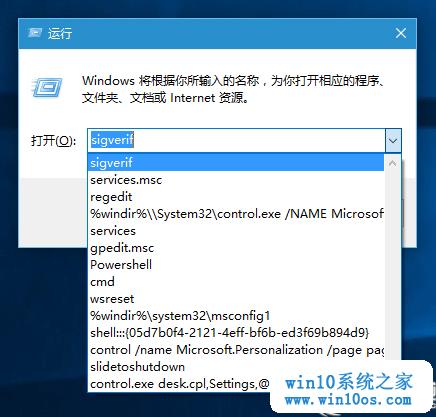 运行
Windows 将根据你所输入的名称，为你打开相应的程序、
文件夹、文档或 Internet 资源。
打开(O): sigverif
sigverif
services.msc
regedit
%windir%\\System32\control.exe /NAME Microsof
services
gpedit.msc
Powershell
cmd
wsreset
%windir%\system32\msconfig1
shell:::{05d7b0f4-2121-4eff-bf6b-ed3f69b894d9}
control /name Microsoft.Personalization /page pag
slidetoshutdown
control.exe desk.cpl,Settings,@
win10系统之家
www.win10os.com